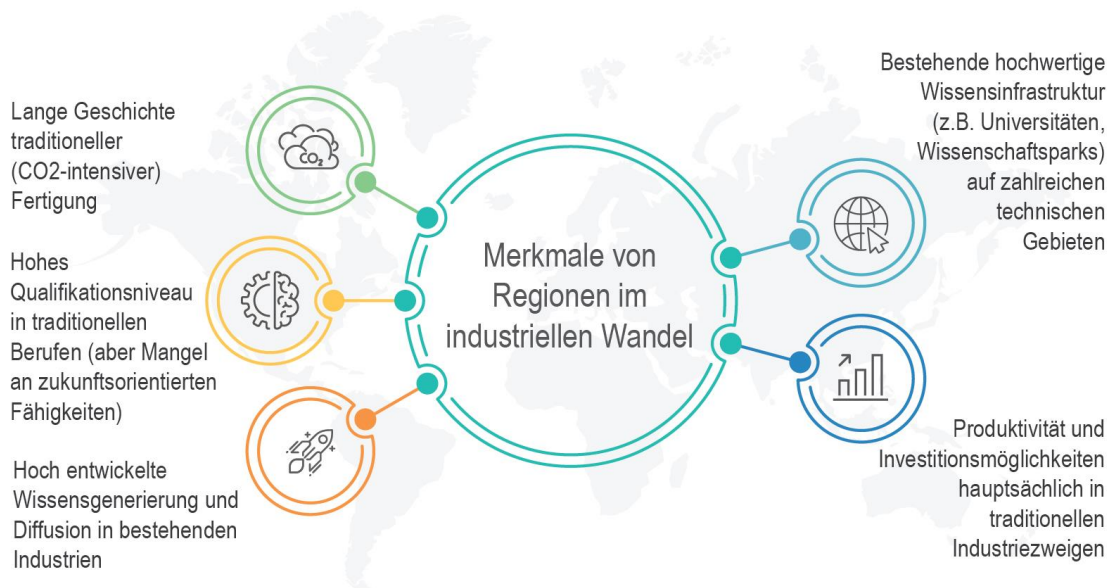 Lange Geschichte
traditioneller
(CO2-intensiver)
Fertigung
CO₂
Hohes
Qualifikationsniveau
in traditionellen
Berufen (aber Mangel
an zukunftsorientierten
Fähigkeiten)
Hoch entwickelte
Wissensgenerierung und
Diffusion in bestehenden
Industrien
Merkmale von
Regionen im
industriellen Wandel
Bestehende hochwertige
Wissensinfrastruktur
(z.B. Universitäten,
Wissenschaftsparks)
auf zahlreichen
technischen
Gebieten
Produktivität und
Investitionsmöglichkeiten
hauptsächlich in
traditionellen
Industriezweigen